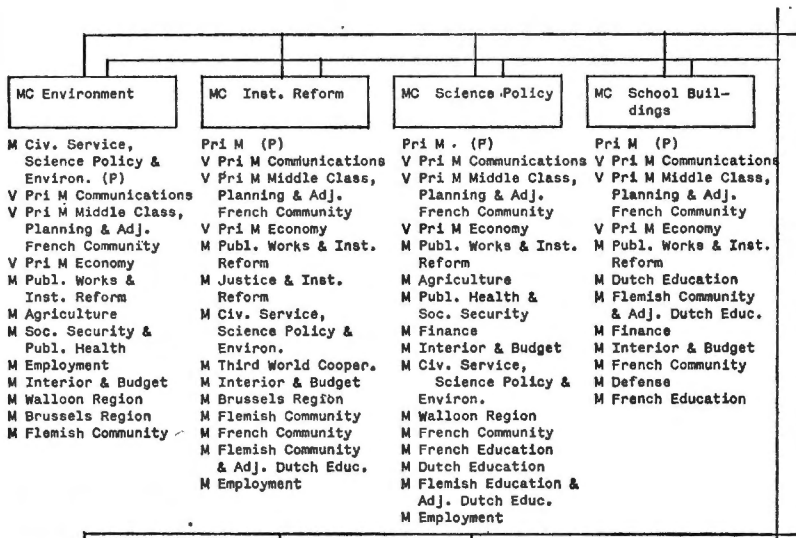 MC Environment
M Civ. Service,
Science Policy &
Environ. (P)
V Pri M Communications
V Pri M Middle Class,
Planning & Adj.
French Community
V Pri M Economy
M Publ. Works &
Inst. Reform
M Agriculture
M Soc. Security &
Publ. Health
M Employment
M Interior & Budget
M Walloon Region
M Brussels Region
M Flemish Community
MC Inst. Reform
Pri M (P)
V Pri M Communications
V Pri M Middle Class,
Planning & Adj.
French Community
V Pri M Economy
M Publ. Works & Inst.
Reform
M Justice & Inst.
Reform
M Civ. Service,
Science Policy &
Environ.
M Third World Cooper.
M Interior & Budget
M Brussels Region
M Flemish Community
M French Community
M Flemish Community
& Adj. Dutch Educ.
M Employment
MC Science Policy
Pri M . (P)
V Pri M Communications
V Pri M Middle Class,
Planning & Adj.
French Community
V Pri M Economy
M Publ. Works & Inst.
Reform
M Agriculture
M Publ. Health &
Soc. Security
M Finance
M Interior & Budget
M Civ. Service,
Science Policy &
Environ.
M Walloon Region
M French Community
M French Education
M Dutch Education
M Flemish Education &
Adj. Dutch Educ.
M Employment
MC School Buil-
dings
Pri M (P)
V Pri M Communications
V Pri M Middle Class,
Planning & Adj.
French Community
V Pri M Economy
M Publ. Works & Inst.
Reform
M Dutch Education
M Flemish Community
& Adj. Dutch Educ.
M Finance
M Interior & Budget
M French Community
M Defense
M French Education